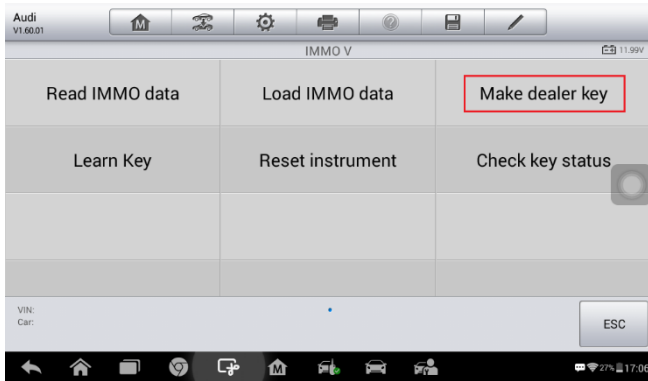 Audi
V1.60.01
IMMO V
11.99V
Read IMMO data
Load IMMO data
Make dealer key
Learn Key
Reset instrument
Check key status
VIN:
Car:
ESC
27%
17:06